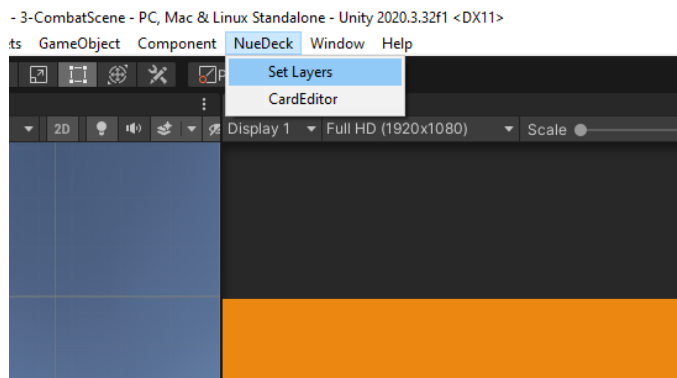 - 3-CombatScene - PC, Mac & Linux Standalone - Unity 2020.3.32f1 <DX11>
ts GameObject Component NueDeck Window Help
Set Layers
CardEditor
2D Display 1 Full HD (1920x1080) Scale